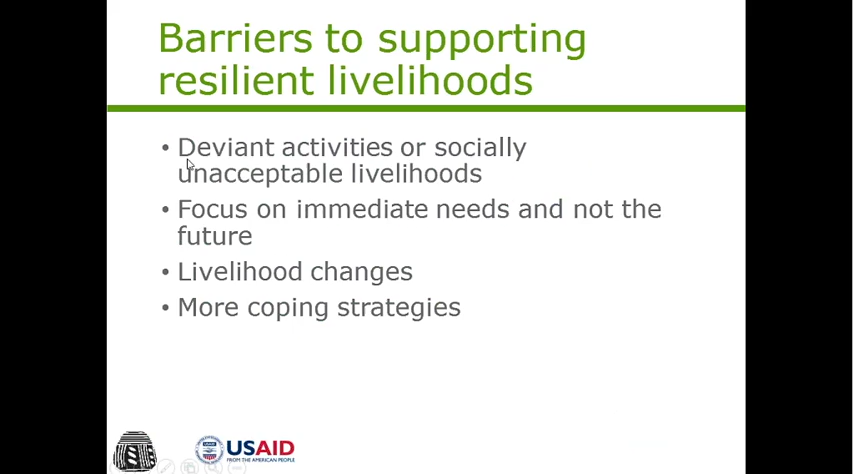 Barriers to supporting
resilient livelihoods
• Deviant activities or socially
unacceptable livelihoods
• Focus on immediate needs and not the
future
• Livelihood changes
• More coping strategies
USAID
FROM THE AMERICAN PEOPLE